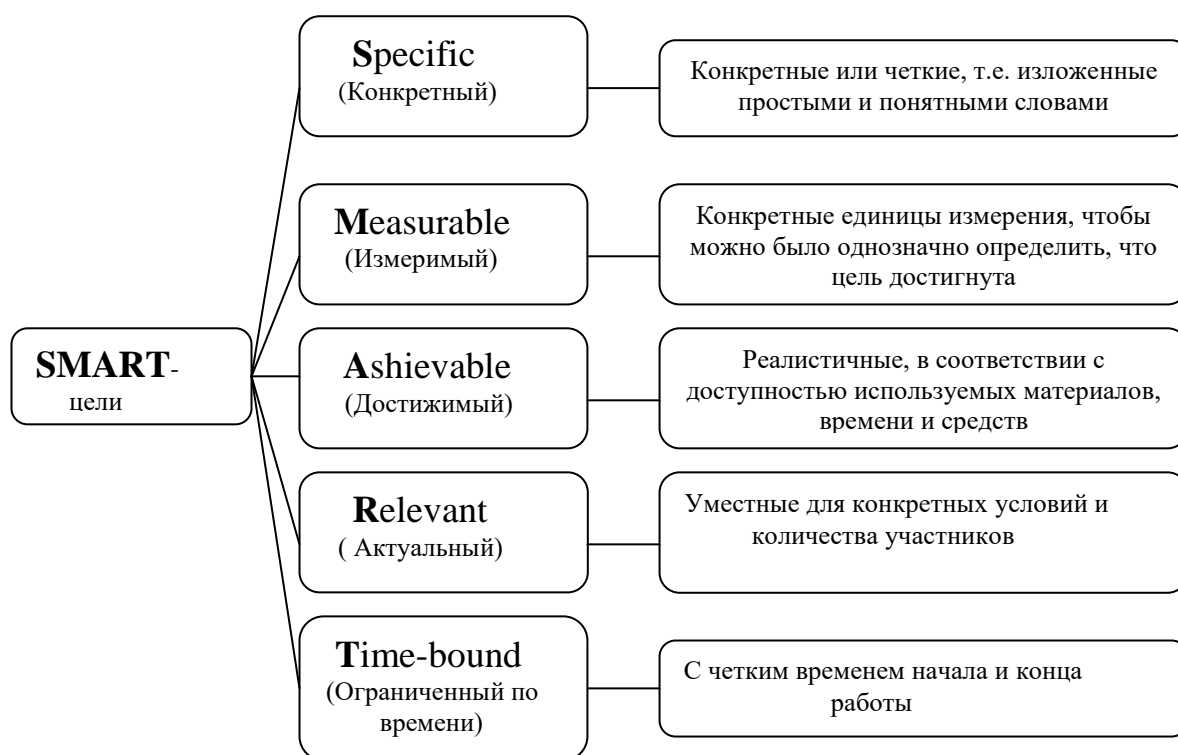 Specific
(Конкретный)
Конкретные или четкие, т.е. изложенные
простыми и понятными словами
Measurable
(Измеримый)
Конкретные единицы измерения, чтобы
можно было однозначно определить, что
цель достигнута
SMART-
цели
Ashievable
(Достижимый)
Реалистичные, в соответствии с
доступностью используемых материалов,
времени и средств
Relevant
( Актуальный)
Уместные для конкретных условий и
количества участников
Time-bound
(Ограниченный по
времени)
С четким временем начала и конца
работы